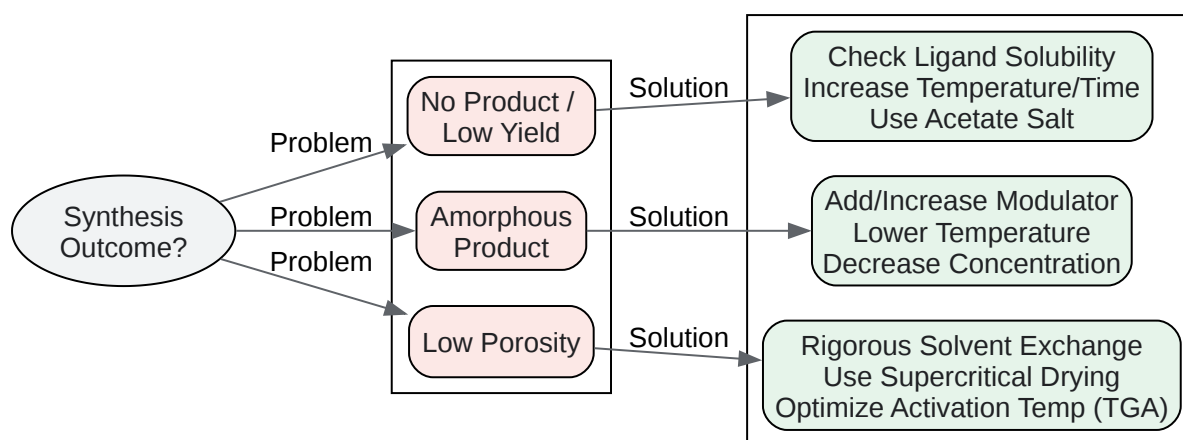 Synthesis
Outcome?
Problem
Problem
Problem
No Product /
Low Yield
Amorphous
Product
Low Porosity
Solution
Solution
Solution
Check Ligand Solubility
Increase Temperature/Time
Use Acetate Salt
Add/Increase Modulator
Lower Temperature
Decrease Concentration
Rigorous Solvent Exchange
Use Supercritical Drying
Optimize Activation Temp (TGA)